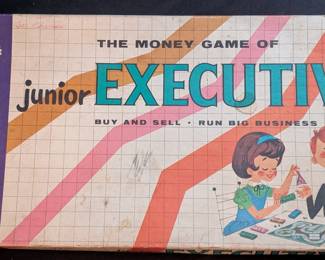 THE MONEY GAME OF
junior EXECUTIV
BUY AND SELL • RUN BIG BUSINESS